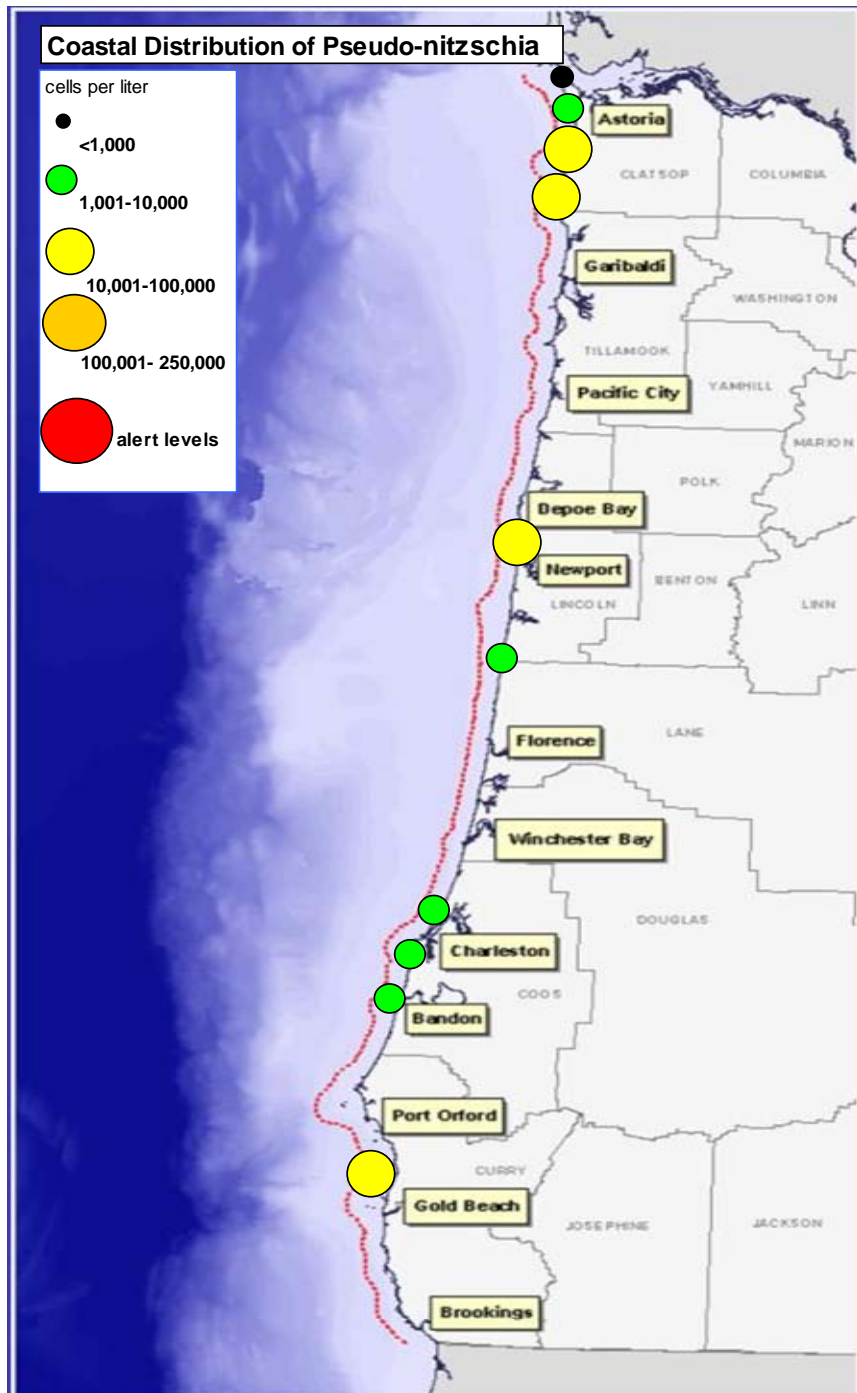 Coastal Distribution of Pseudo-nitzschia
cells per liter
<1,000
1,001-10,000
10,001-100,000
100,001- 250,000
alert levels
Astoria
CLATSOP
COLUMBIA
Garibaldi
WASHINGTON
TILLAMOOK
Pacific City
YAMHILL
MARION
POLK
Depoe Bay
Newport
BENTON
LINCOLN
LINN
Florence
LANE
Winchester Bay
DOUGLAS
Charleston
COOS
Bandon
Port Orford
CURRY
Gold Beach
JOSEPHINE
JACKSON
Brookings